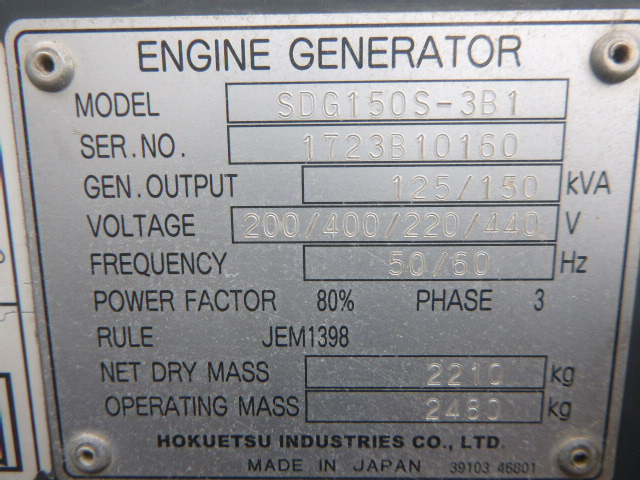 ENGINE GENERATOR
MODEL SDG150S-3B1
SER.NO. 1723B10160
GEN.OUTPUT 125/150 kVA
VOLTAGE 200/400/220/440 V
FREQUENCY 50/60 Hz
POWER FACTOR 80% PHASE 3
RULE JEM1398
NET DRY MASS 2210 kg
OPERATING MASS 2480 kg
HOKUETSU INDUSTRIES CO., LTD.
MADE IN JAPAN 39103 46801